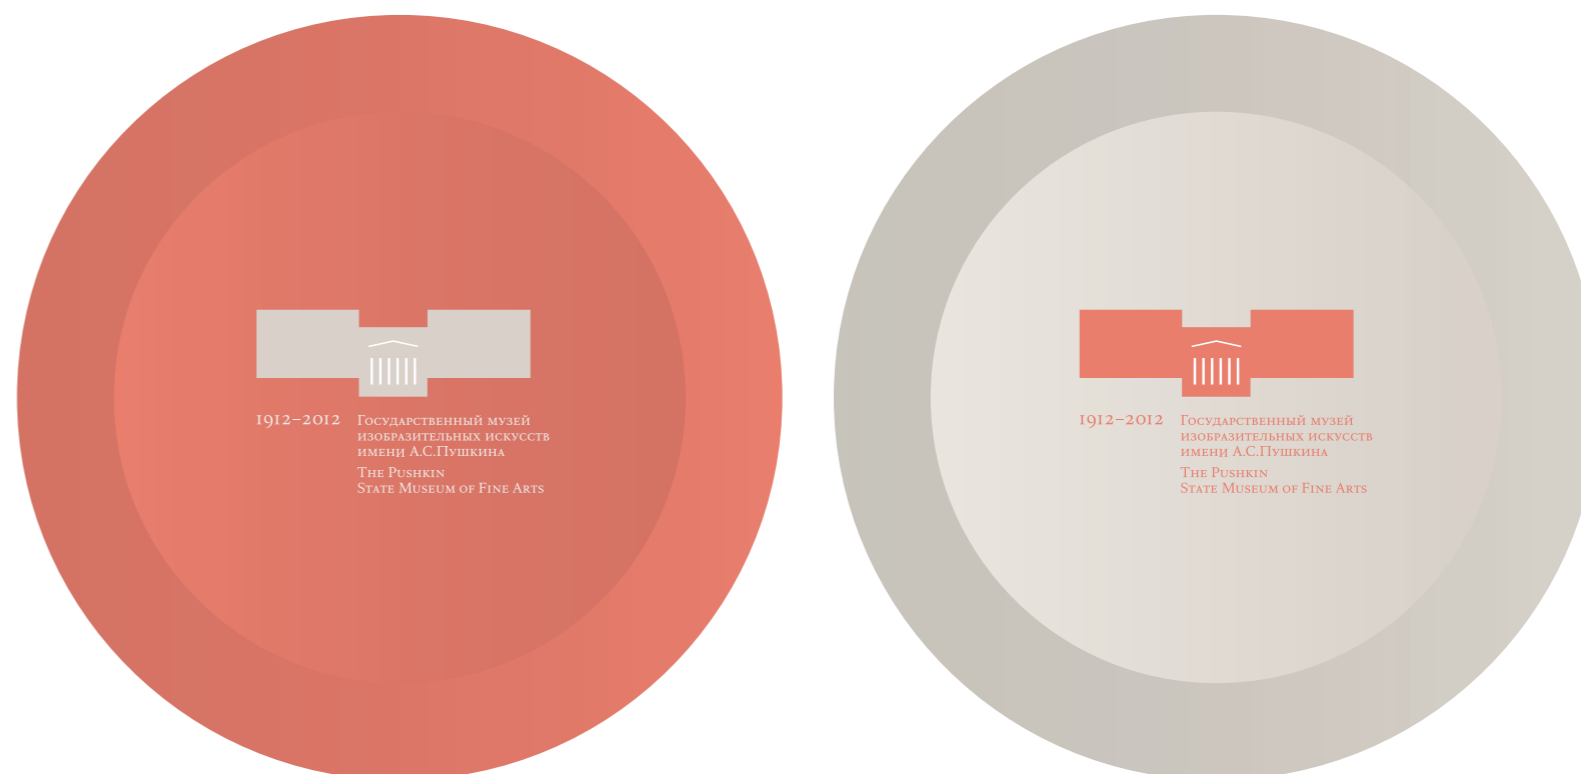 1912–2012
Государственный музей
изобразительных искусств
имени А.С.Пушкина
The Pushkin
State Museum of Fine Arts
1912–2012
Государственный музей
изобразительных искусств
имени А.С.Пушкина
The Pushkin
State Museum of Fine Arts